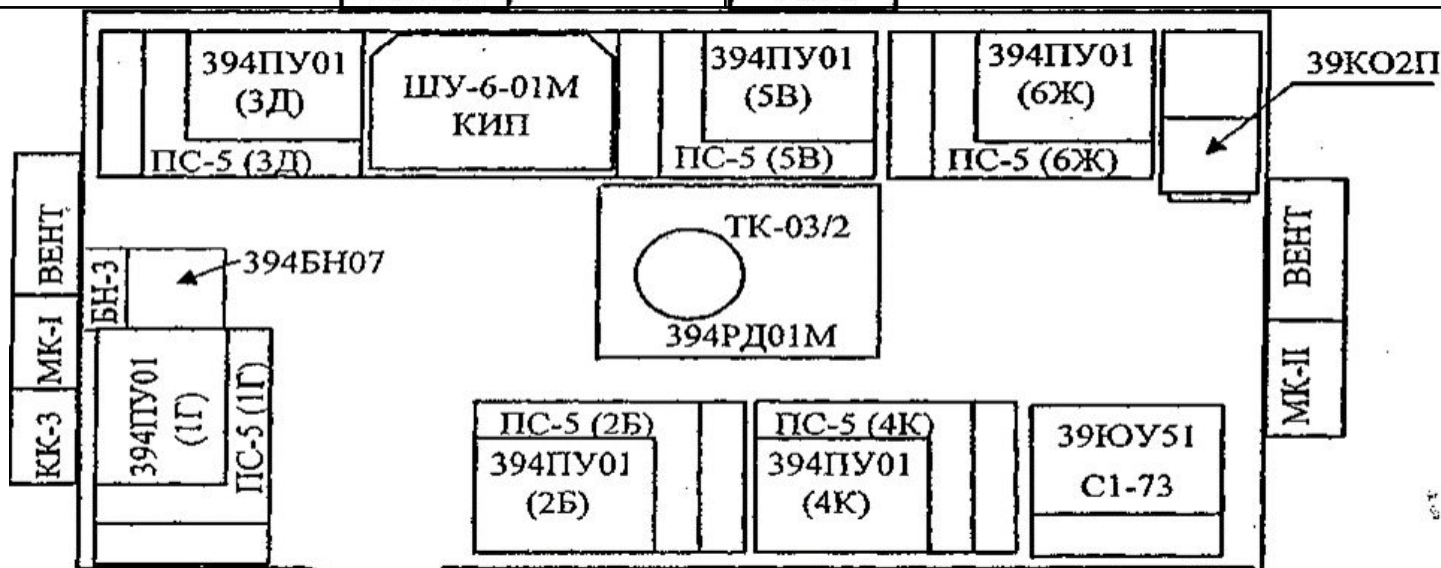 394ПУ01
(3Д)
ПС-5 (3Д)
ШУ-6-01М
КИП
394ПУ01
(5В)
ПС-5 (5В)
394ПУ01
(6Ж)
ПС-5 (6Ж)
39КО2П
ВЕНТ
МК-I
КК-3
БН-3
394БН07
394ПУ01
(1Г)
ПС-5 (1Г)
ТК-03/2
394РД01М
ВЕНТ
МК-II
ПС-5 (2Б)
394ПУ01
(2Б)
ПС-5 (4К)
394ПУ01
(4К)
39ЮУ51
С1-73